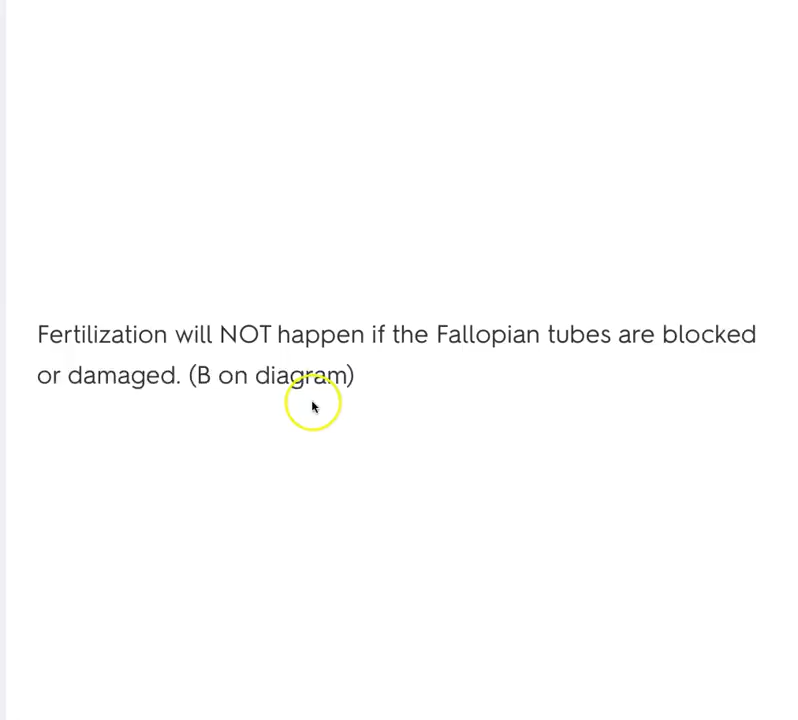 Fertilization will NOT happen if the Fallopian tubes are blocked
or damaged. (B on diagram)